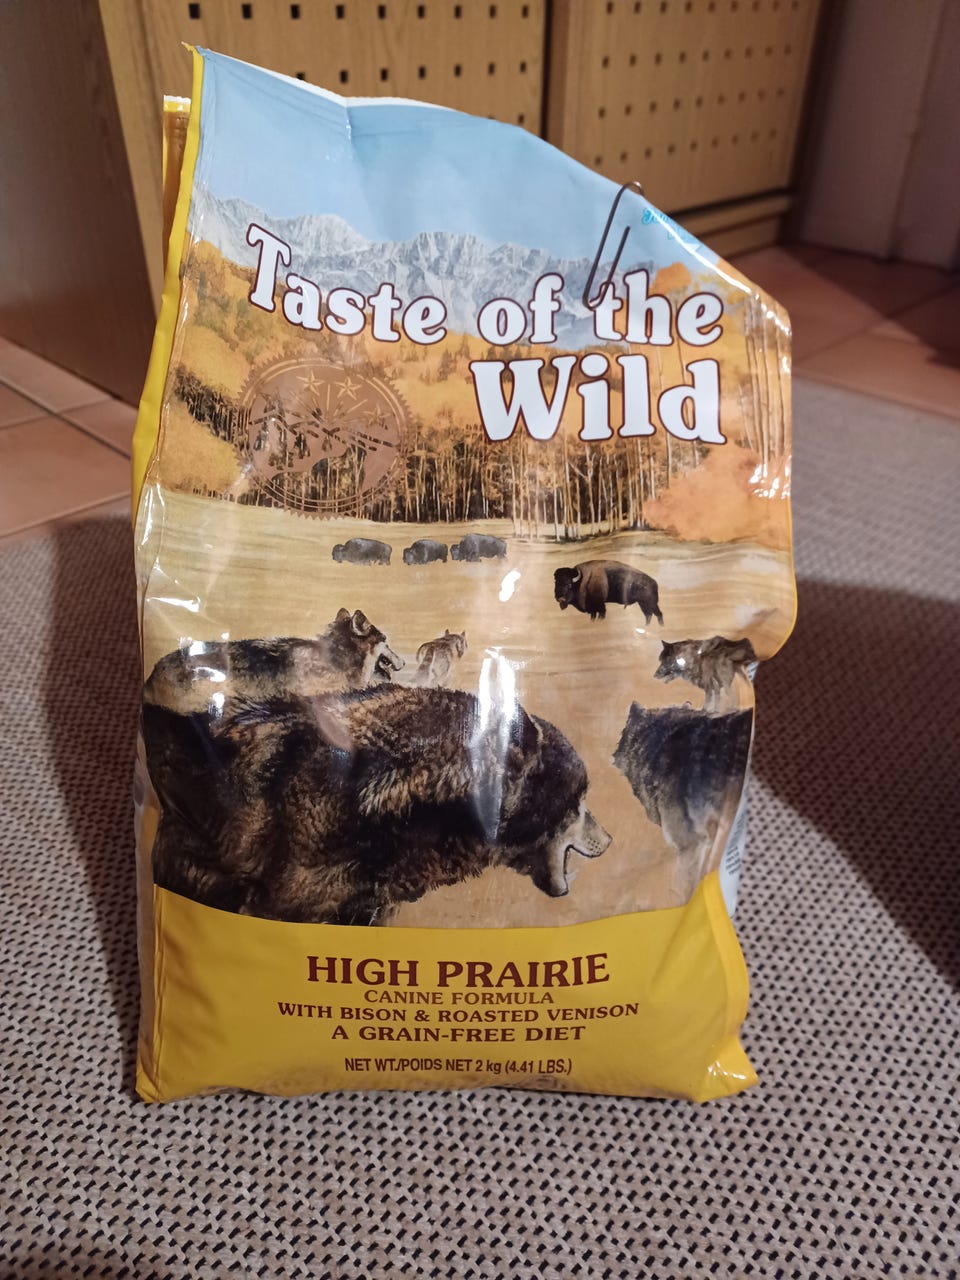 Taste of the
Wild
HIGH PRAIRIE
CANINE FORMULA
WITH BISON & ROASTED VENISON
A GRAIN-FREE DIET
NET WT./POIDS NET 2 kg (4.41 LBS.)